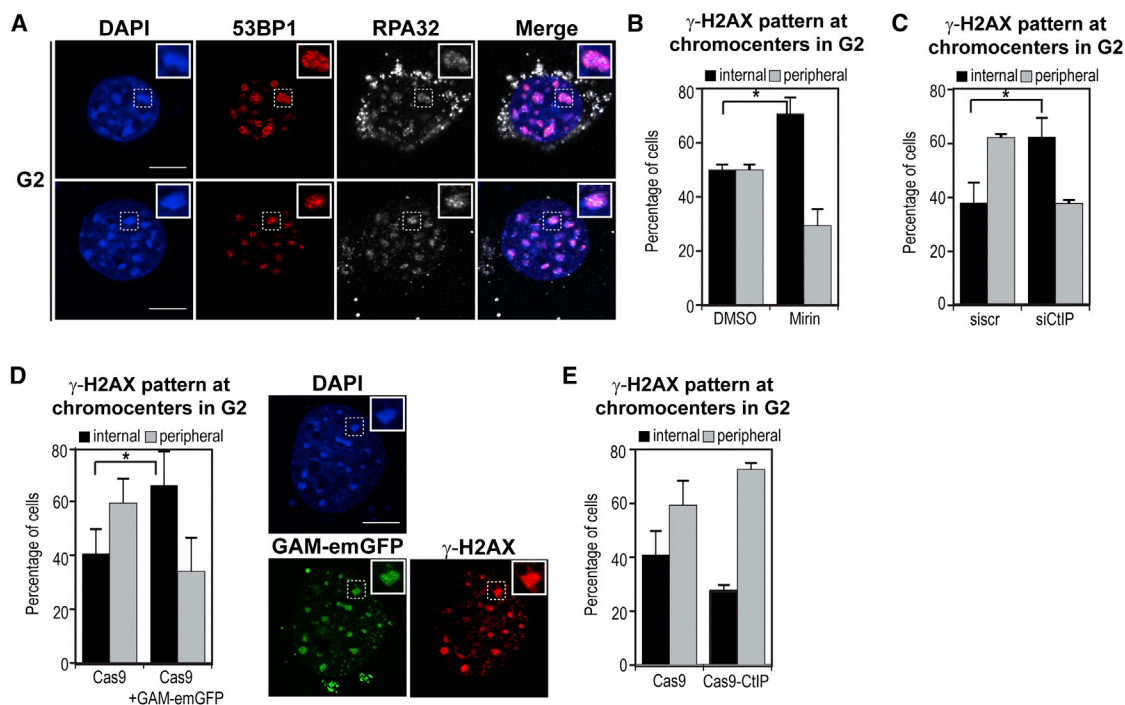 A
DAPI 53BP1 RPA32 Merge
G2
B
γ-H2AX pattern at
chromocenters in G2
internal peripheral
Percentage of cells
80
60
40
20
0
*
DMSO Mirin
C
γ-H2AX pattern at
chromocenters in G2
internal peripheral
Percentage of cells
80
60
40
20
0
*
siscr siCtIP
D
γ-H2AX pattern at
chromocenters in G2
internal peripheral
Percentage of cells
80
60
40
20
0
*
Cas9 Cas9
+GAM-emGFP
DAPI
GAM-emGFP γ-H2AX
E
γ-H2AX pattern at
chromocenters in G2
internal peripheral
Percentage of cells
80
60
40
20
0
Cas9 Cas9-CtIP